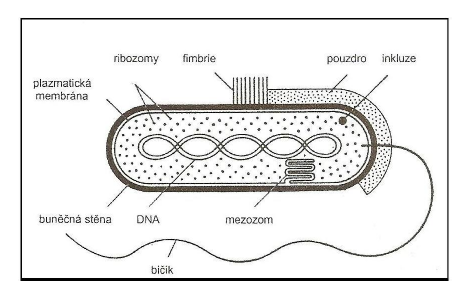 ribozomy fimbrie pouzdro inkluze
plazmatická
membrána
buněčná stěna DNA mezozom
bičík